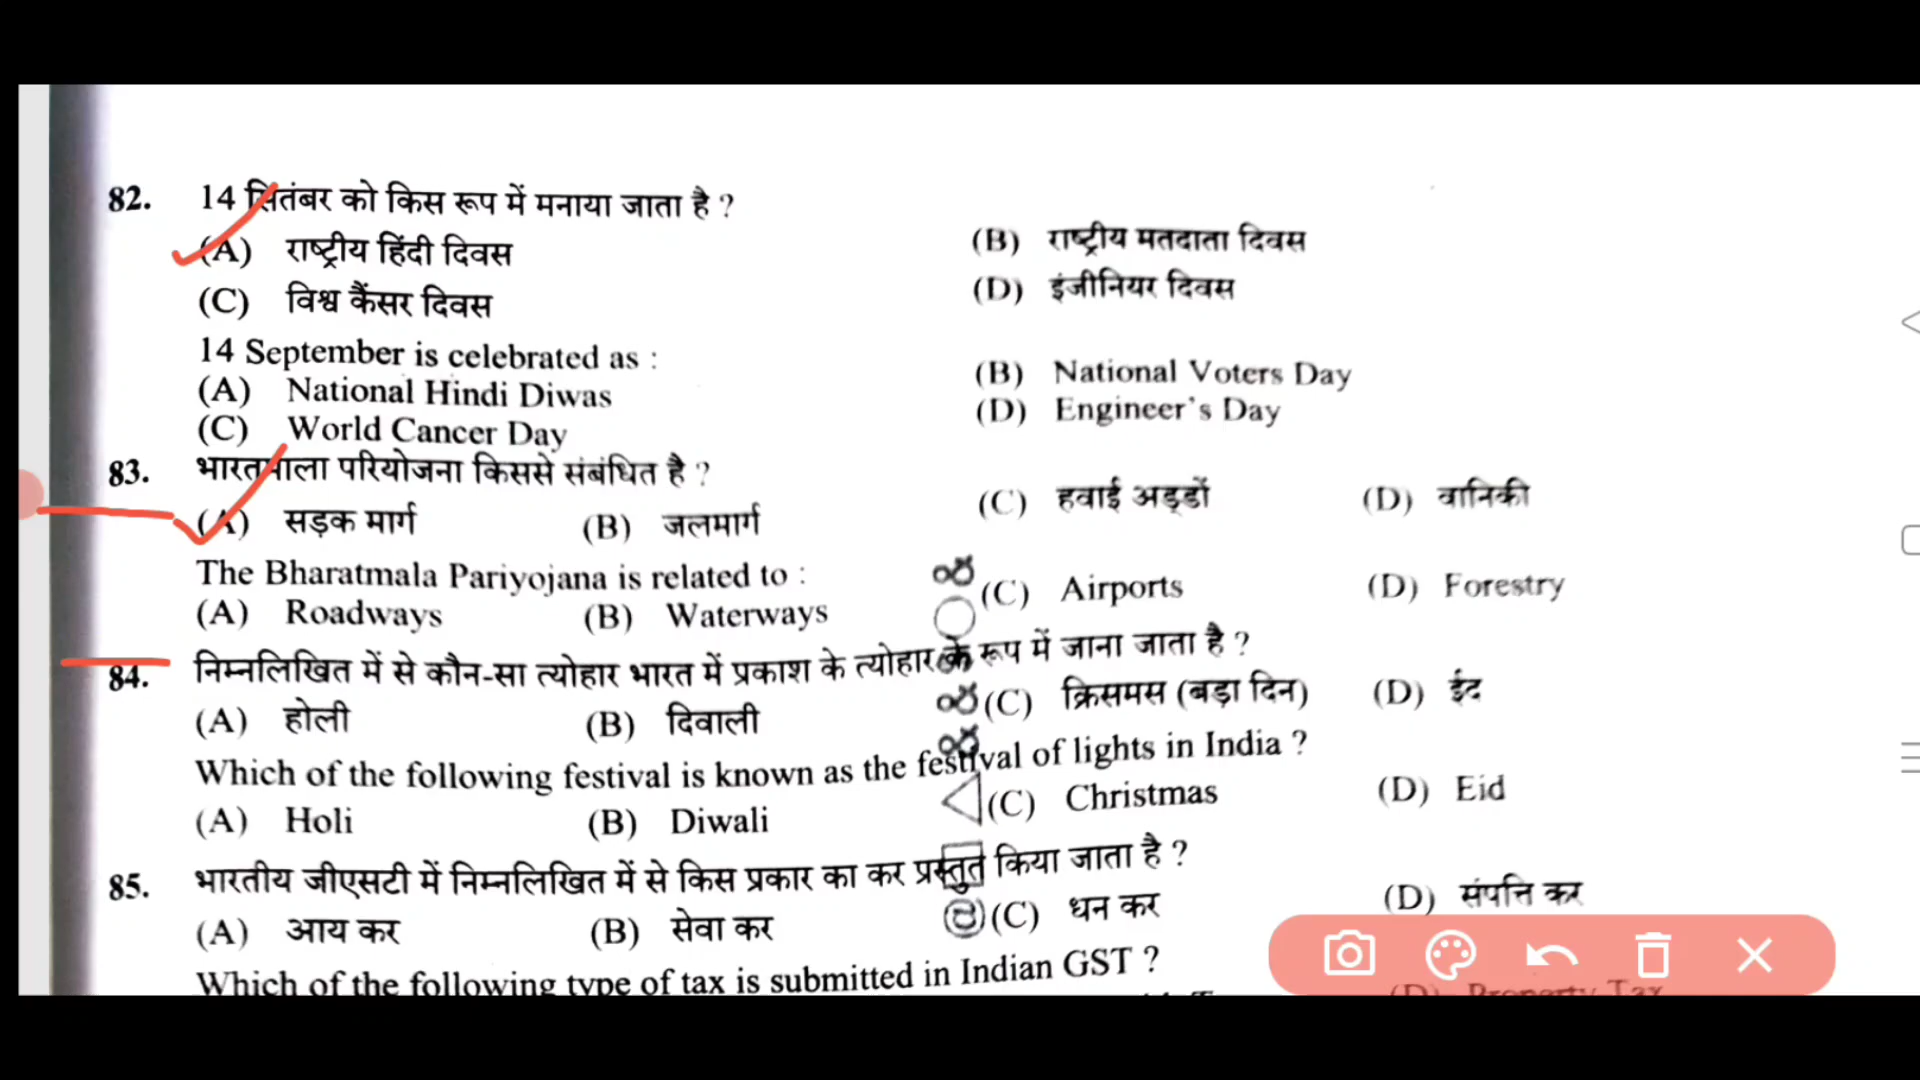 82. 14 सितंबर को किस रूप में मनाया जाता है ?
(A) राष्ट्रीय हिंदी दिवस (B) राष्ट्रीय मतदाता दिवस
(C) विश्व कैंसर दिवस (D) इंजीनियर दिवस
14 September is celebrated as :
(A) National Hindi Diwas (B) National Voters Day
(C) World Cancer Day (D) Engineer's Day
83. भारतमाला परियोजना किससे संबंधित है ?
(A) सड़क मार्ग (B) जलमार्ग (C) हवाई अड्डों (D) वानिकी
The Bharatmala Pariyojana is related to :
(A) Roadways (B) Waterways (C) Airports (D) Forestry
84. निम्नलिखित में से कौन-सा त्योहार भारत में प्रकाश के त्योहार के रूप में जाना जाता है ?
(A) होली (B) दिवाली (C) क्रिसमस (बड़ा दिन) (D) ईद
Which of the following festival is known as the festival of lights in India ?
(A) Holi (B) Diwali (C) Christmas (D) Eid
85. भारतीय जीएसटी में निम्नलिखित में से किस प्रकार का कर प्रस्तुत किया जाता है ?
(A) आय कर (B) सेवा कर (C) धन कर (D) संपत्ति कर
Which of the following type of tax is submitted in Indian GST ?
(D) Property Tax